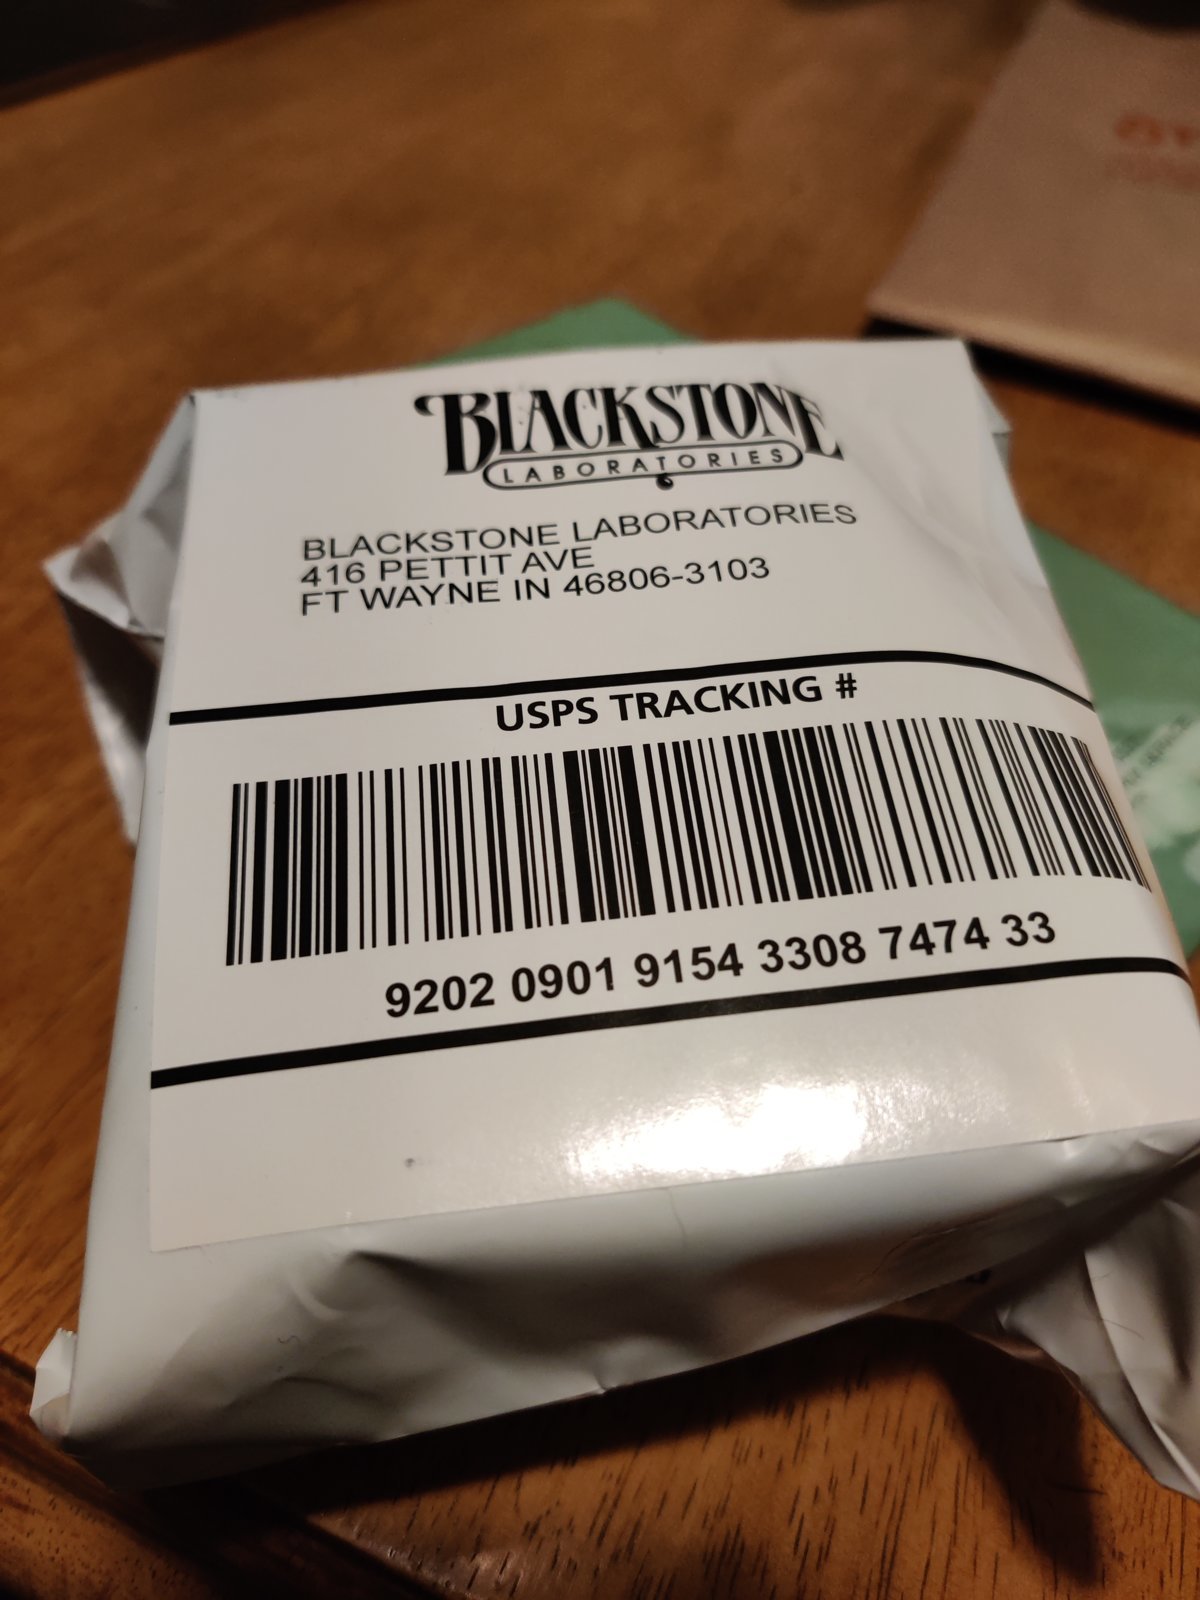 BLACKSTONE
LABORATORIES
BLACKSTONE LABORATORIES
416 PETTIT AVE
FT WAYNE IN 46806-3103
USPS TRACKING #
9202 0901 9154 3308 7474 33